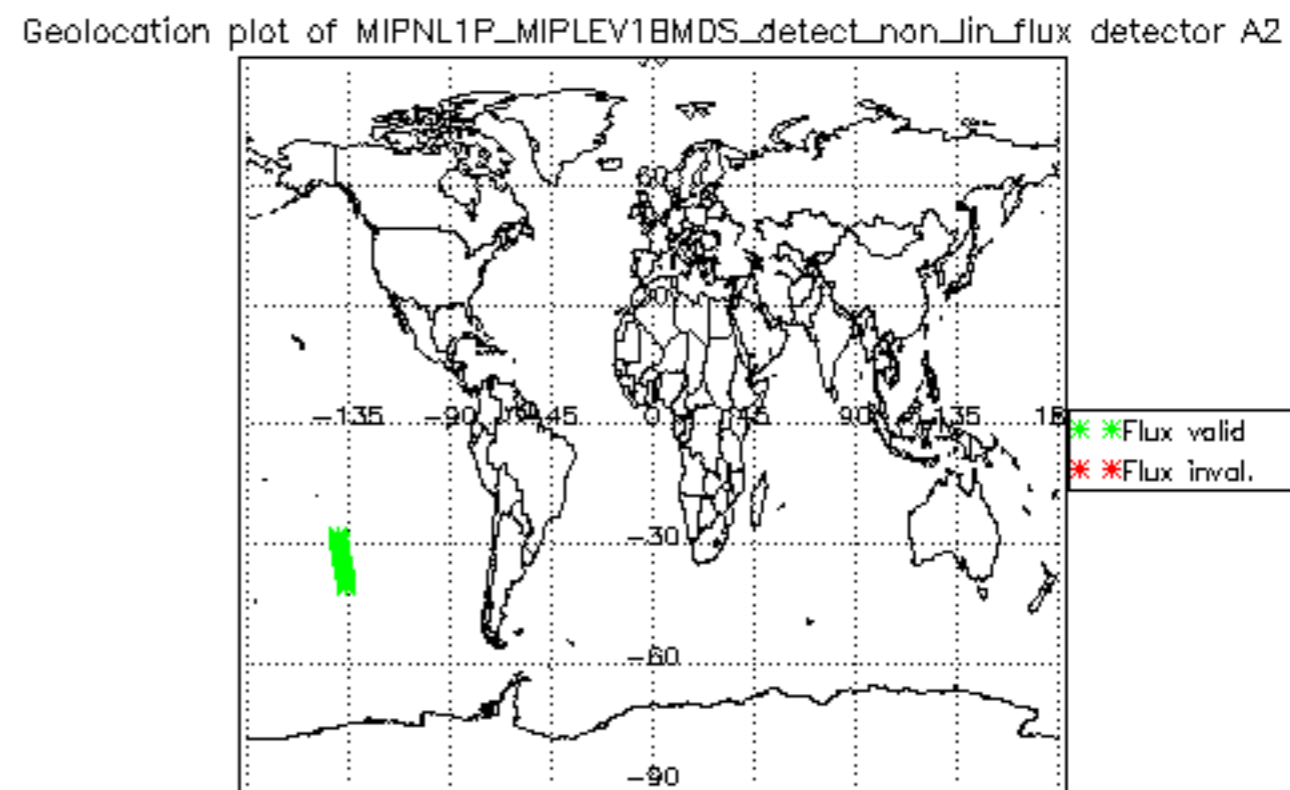 Geolocation plot of MIPNL1P_MIPLEV1BMDS_detect_non_lin_flux detector A2
60
-135 -90 45 0 45 90 135
Flux valid
Flux inval.
-30
-60
-90